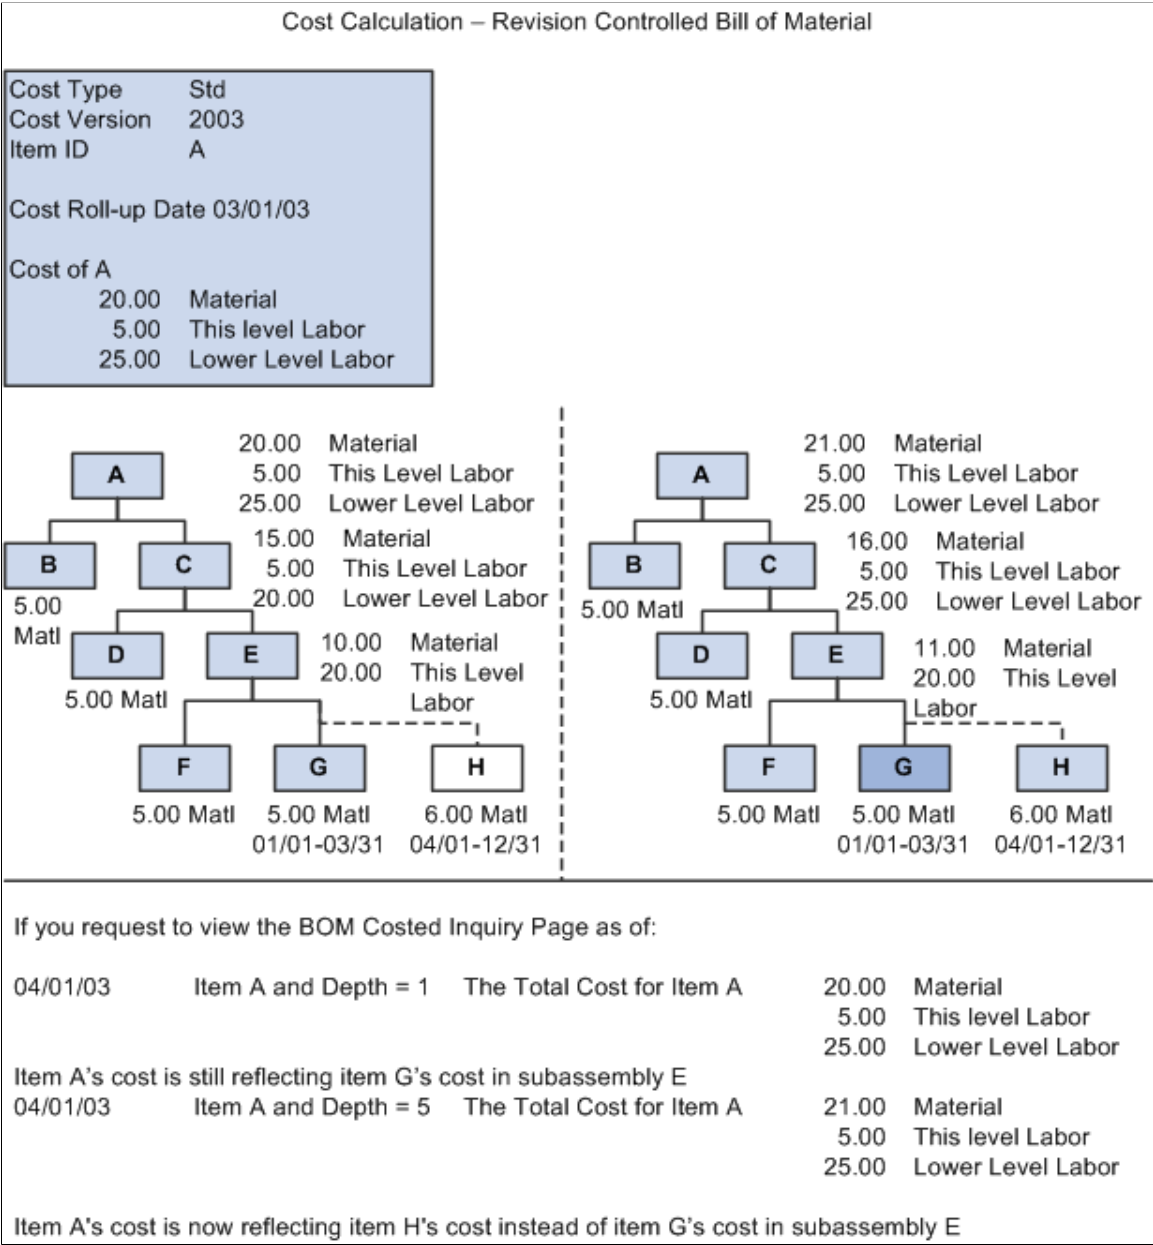 Cost Calculation – Revision Controlled Bill of Material
Cost Type Std
Cost Version 2003
Item ID A
Cost Roll-up Date 03/01/03
Cost of A
20.00 Material
5.00 This level Labor
25.00 Lower Level Labor
A
20.00 Material
5.00 This Level Labor
25.00 Lower Level Labor
B
5.00
Matl
C
15.00 Material
5.00 This Level Labor
20.00 Lower Level Labor
D
5.00 Matl
E
10.00 Material
20.00 This Level
Labor
F
5.00 Matl
G
5.00 Matl
01/01-03/31
H
6.00 Matl
04/01-12/31
A
21.00 Material
5.00 This Level Labor
25.00 Lower Level Labor
B
5.00 Matl
C
16.00 Material
5.00 This Level Labor
25.00 Lower Level Labor
D
5.00 Matl
E
11.00 Material
20.00 This Level
Labor
F
5.00 Matl
G
5.00 Matl
01/01-03/31
H
6.00 Matl
04/01-12/31
If you request to view the BOM Costed Inquiry Page as of:
04/01/03 Item A and Depth = 1 The Total Cost for Item A 20.00 Material
5.00 This level Labor
25.00 Lower Level Labor
Item A's cost is still reflecting item G's cost in subassembly E
04/01/03 Item A and Depth = 5 The Total Cost for Item A 21.00 Material
5.00 This level Labor
25.00 Lower Level Labor
Item A's cost is now reflecting item H's cost instead of item G's cost in subassembly E